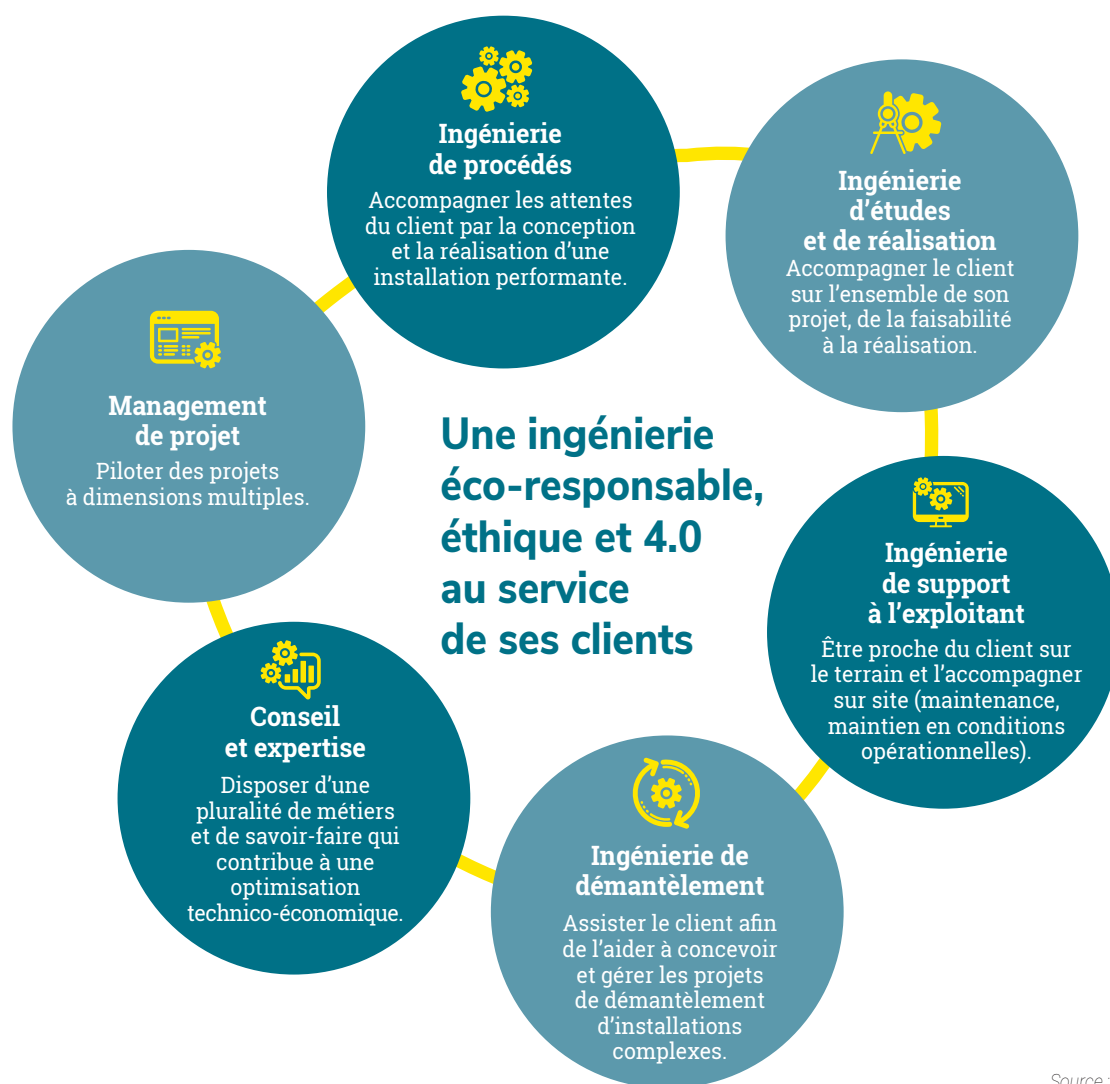 Ingénierie
de procédés
Accompagner les attentes
du client par la conception
et la réalisation d'une
installation performante.
Ingénierie
d'études
et de réalisation
Accompagner le client
sur l'ensemble de son
projet, de la faisabilité
à la réalisation.
Management
de projet
Piloter des projets
à dimensions multiples.
Une ingénierie
éco-responsable,
éthique et 4.0
au service
de ses clients
Ingénierie
de support
à l'exploitant
Être proche du client sur
le terrain et l'accompagner
sur site (maintenance,
maintien en conditions
opérationnelles).
Conseil
et expertise
Disposer d'une
pluralité de métiers
et de savoir-faire qui
contribue à une
optimisation
technico-économique.
Ingénierie de
démantèlement
Assister le client afin
de l'aider à concevoir
et gérer les projets
de démantèlement
d'installations
complexes.
Source :